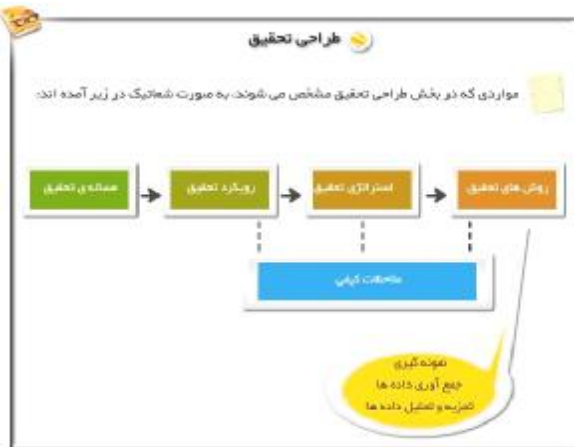 طراحی تحقیق
مواردی که در بخش طراحی تحقیق مشخص می شوند، به صورت شماتیک در زیر آمده اند:
مساله ی تحقیق
رویکرد تحقیق
استراتژی تحقیق
روش های تحقیق
ملاحظات کیفی
نمونه گیری
جمع آوری داده ها
تجزیه و تحلیل داده ها